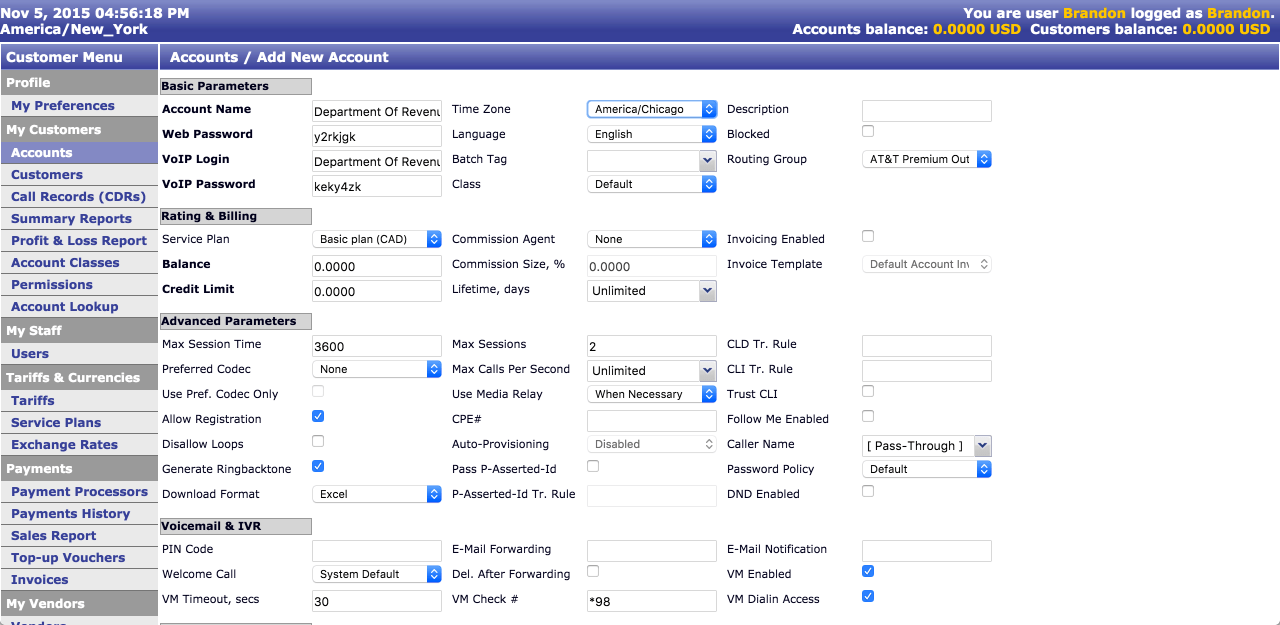 Nov 5, 2015 04:56:18 PM You are user Brandon logged as Brandon.
America/New_York Accounts balance: 0.0000 USD Customers balance: 0.0000 USD
Customer Menu
Profile
My Preferences
My Customers
Accounts
Customers
Call Records (CDRs)
Summary Reports
Profit & Loss Report
Account Classes
Permissions
Account Lookup
My Staff
Users
Tariffs & Currencies
Tariffs
Service Plans
Exchange Rates
Payments
Payment Processors
Payments History
Sales Report
Top-up Vouchers
Invoices
My Vendors
Vendors
Accounts / Add New Account
Basic Parameters
Account Name Department Of Revenu Time Zone America/Chicago Description
Web Password y2rkjgk Language English Blocked
VoIP Login Department Of Revenu Batch Tag Routing Group AT&T Premium Out
VoIP Password keky4zk Class Default
Rating & Billing
Service Plan Basic plan (CAD) Commission Agent None Invoicing Enabled
Balance 0.0000 Commission Size, % 0.0000 Invoice Template Default Account Inv
Credit Limit 0.0000 Lifetime, days Unlimited
Advanced Parameters
Max Session Time 3600 Max Sessions 2 CLD Tr. Rule
Preferred Codec None Max Calls Per Second Unlimited CLI Tr. Rule
Use Pref. Codec Only Use Media Relay When Necessary Trust CLI
Allow Registration CPE# Follow Me Enabled
Disallow Loops Auto-Provisioning Disabled Caller Name [ Pass-Through ]
Generate Ringbacktone Pass P-Asserted-Id Password Policy Default
Download Format Excel P-Asserted-Id Tr. Rule DND Enabled
Voicemail & IVR
PIN Code E-Mail Forwarding E-Mail Notification
Welcome Call System Default Del. After Forwarding VM Enabled
VM Timeout, secs 30 VM Check # *98 VM Dialin Access